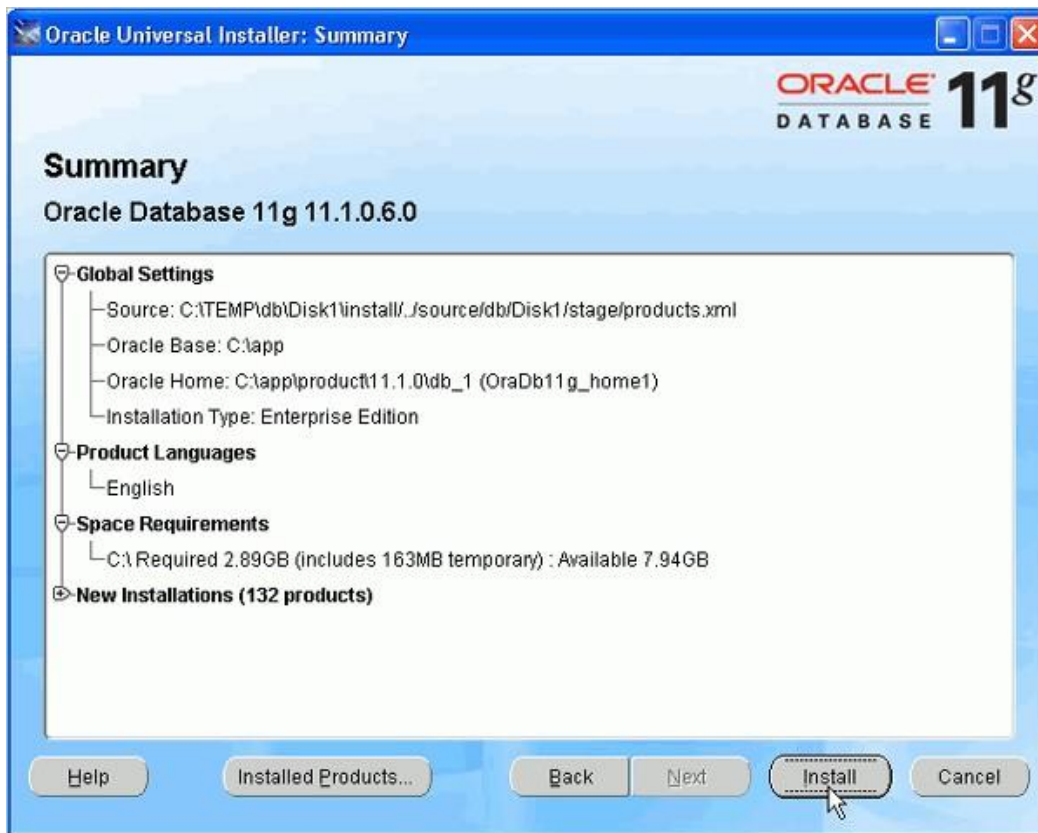 Oracle Universal Installer: Summary
ORACLE 11g
DATABASE
Summary
Oracle Database 11g 11.1.0.6.0
Global Settings
Source: C:\TEMP\db\Disk1\install/../source/db/Disk1/stage/products.xml
Oracle Base: C:\app
Oracle Home: C:\app\product\11.1.0\db_1 (OraDb11g_home1)
Installation Type: Enterprise Edition
Product Languages
English
Space Requirements
C:\ Required 2.89GB (includes 163MB temporary) : Available 7.94GB
New Installations (132 products)
Help Installed Products... Back Next Install Cancel